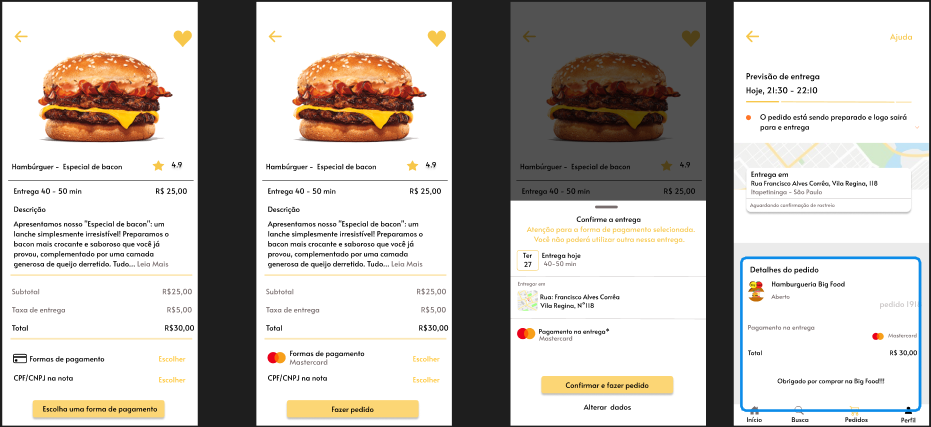 Hambúrguer - Especial de bacon
4.9
Entrega 40 - 50 min
R$ 25,00
Descrição
Apresentamos nosso "Especial de bacon": um
lanche simplesmente irresistível! Preparamos o
bacon mais crocante e saboroso que você já
provou, complementado por uma camada
generosa de queijo derretido. Tudo... Leia Mais
Subtotal
R$25,00
Taxa de entrega
R$5,00
Total
R$30,00
Formas de pagamento
Escolher
CPF/CNPJ na nota
Escolher
Escolha uma forma de pagamento
Hambúrguer - Especial de bacon
4.9
Entrega 40 - 50 min
R$ 25,00
Descrição
Apresentamos nosso "Especial de bacon": um
lanche simplesmente irresistível! Preparamos o
bacon mais crocante e saboroso que você já
provou, complementado por uma camada
generosa de queijo derretido. Tudo... Leia Mais
Subtotal
R$25,00
Taxa de entrega
R$5,00
Total
R$30,00
Formas de pagamento
Mastercard
Escolher
CPF/CNPJ na nota
Escolher
Fazer pedido
Hambúrguer - Especial de bacon
4.9
Entrega 40 - 50 min
R$ 25,00
Confirme a entrega
Atenção para a forma de pagamento selecionada.
Você não poderá utilizar outra nessa entrega.
Ter
27
Entrega hoje
40-50 min
Entregar em
Rua: Francisco Alves Corrêa
Vila Regina, N°118
Pagamento na entrega*
Mastercard
Confirmar e fazer pedido
Alterar dados
Ajuda
Previsão de entrega
Hoje, 21:30 - 22:10
O pedido está sendo preparado e logo sairá
para e entrega
Entrega em
Rua Francisco Alves Corrêa, Vila Regina, 118
Itapetininga - São Paulo
Aguardando confirmação de rastreio
Detalhes do pedido
Hamburgueria Big Food
Aberto
pedido 191
Pagamento na entrega
Mastercard
Total
R$ 30,00
Obrigado por comprar na Big Food!!!
Início
Busca
Pedidos
Perfil